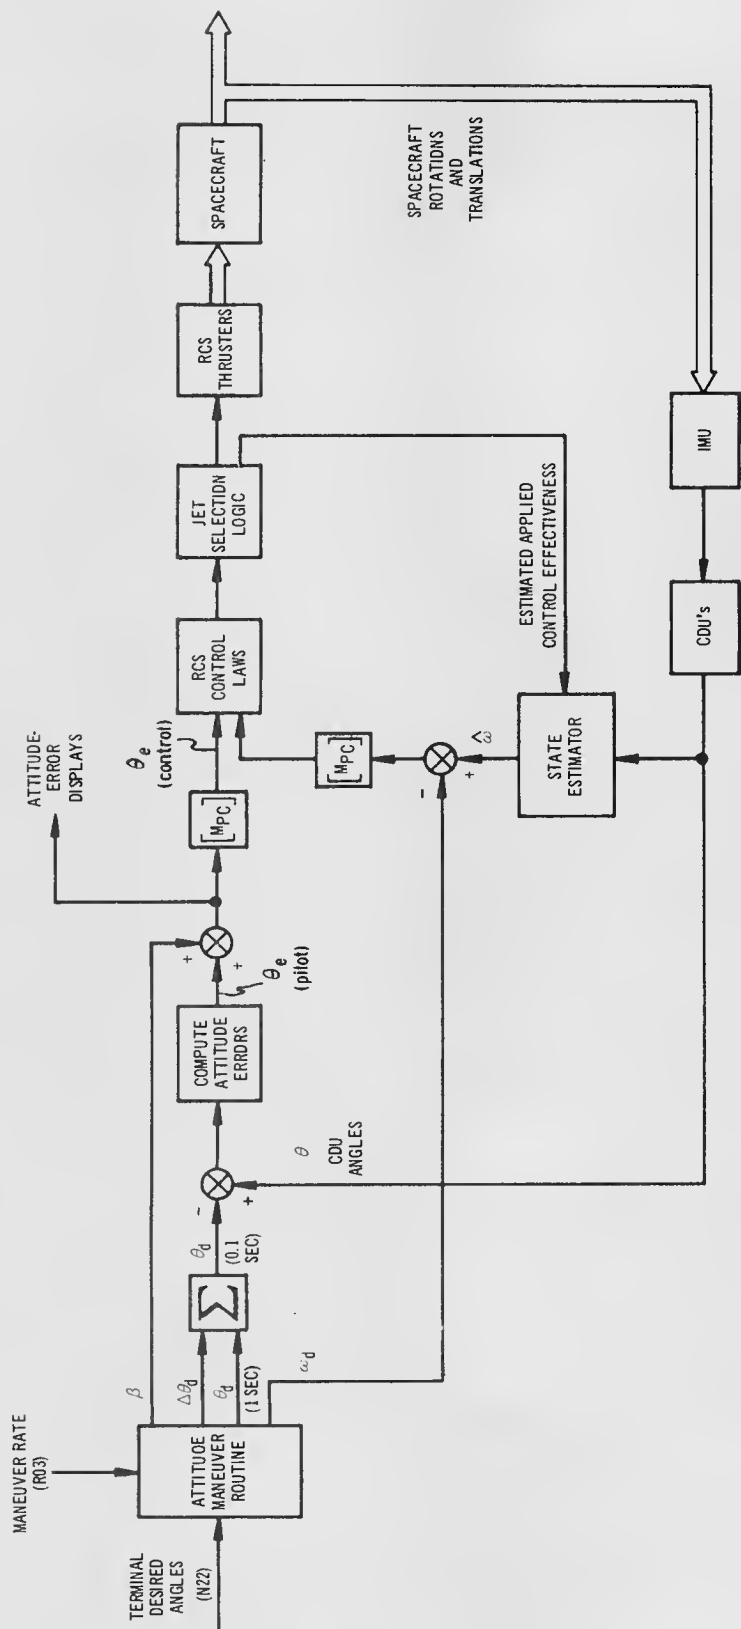 TERMINAL
DESIRED
ANGLES
(N22)
MANEUVER RATE
(R03)
ATTITUOE
MANEUVER
ROUTINE
β
Δθd
θd
(1 SEC)
ωd
Σ
θd
(0.1
SEC)
-
+
θ
CDU
ANGLES
COMPUTE
ATTITUDE
ERRDRS
θe
(pilot)
+
+
ATTITUDE-
ERROR
DISPLAYS
[MPC]
θe
(control)
RCS
CONTROL
LAWS
JET
SELECTION
LOGIC
RCS
THRUSTERS
SPACECRAFT
SPACECRAFT
ROTATIONS
AND
TRANSLATIONS
[MPC]
-
+
ω̂
STATE
ESTIMATOR
ESTIMATED APPLIED
CONTROL EFFECTIVENESS
CDU's
IMU